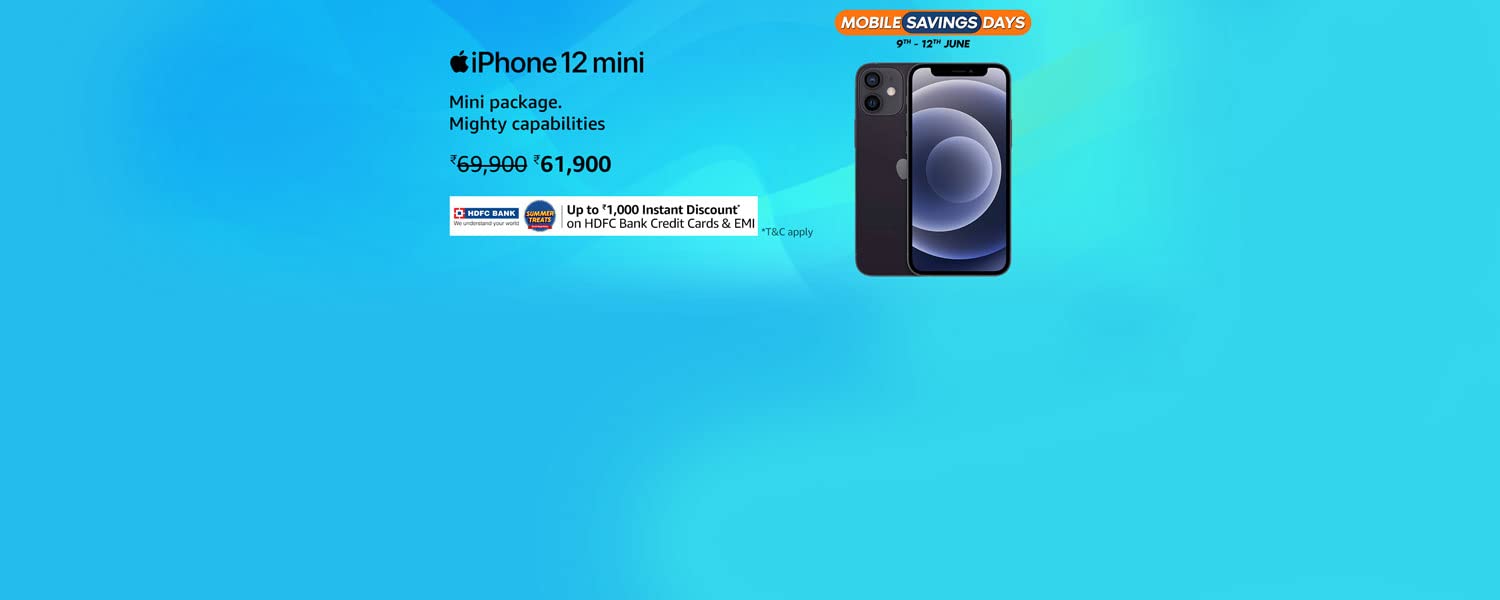 MOBILE SAVINGS DAYS
9TH - 12TH JUNE
iPhone 12 mini
Mini package.
Mighty capabilities
₹69,900 ₹61,900
HDFC BANK
We understand your world
SUMMER
TREATS
Up to ₹1,000 Instant Discount*
on HDFC Bank Credit Cards & EMI
*T&C apply